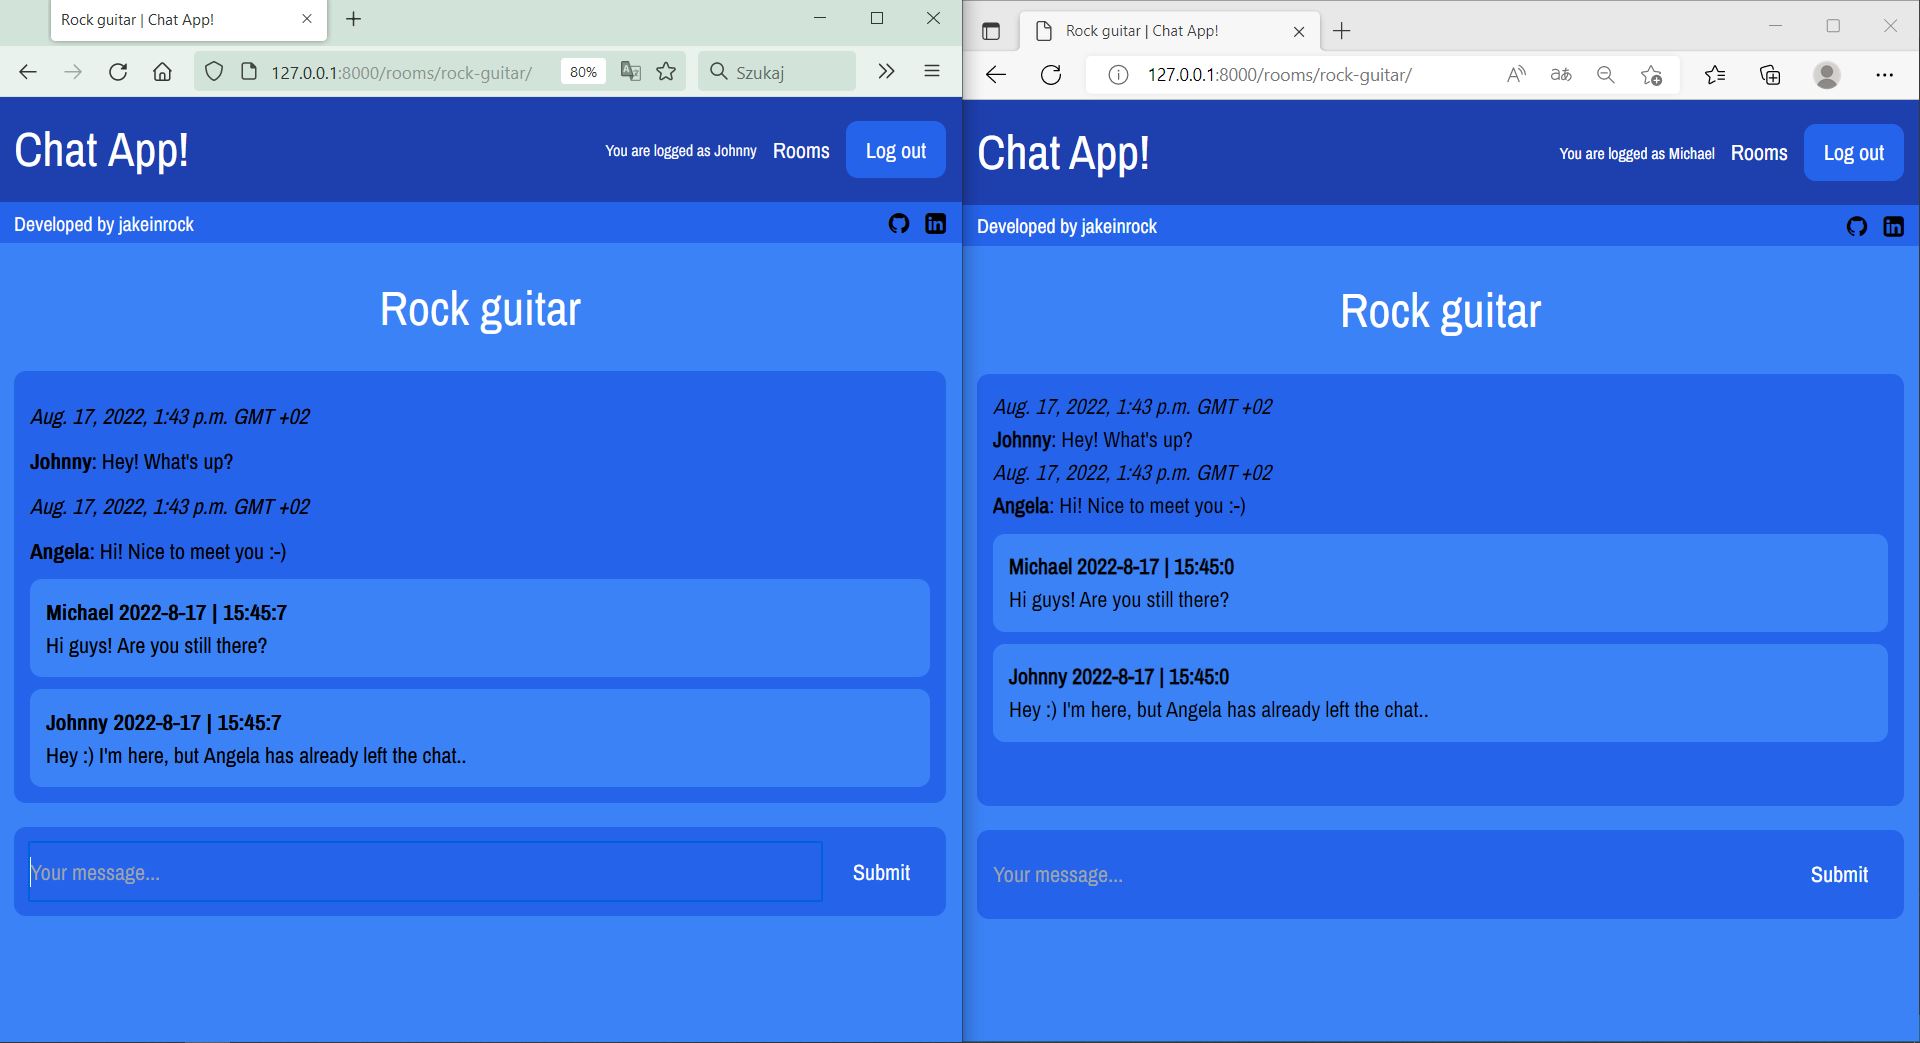 Rock guitar | Chat App!
127.0.0.1:8000/rooms/rock-guitar/
80%
Szukaj
Chat App!
You are logged as Johnny
Rooms
Log out
Developed by jakeinrock
Rock guitar
Aug. 17, 2022, 1:43 p.m. GMT +02
Johnny: Hey! What's up?
Aug. 17, 2022, 1:43 p.m. GMT +02
Angela: Hi! Nice to meet you :-)
Michael 2022-8-17 | 15:45:7
Hi guys! Are you still there?
Johnny 2022-8-17 | 15:45:7
Hey :) I'm here, but Angela has already left the chat..
Your message...
Submit
Rock guitar | Chat App!
127.0.0.1:8000/rooms/rock-guitar/
Chat App!
You are logged as Michael
Rooms
Log out
Developed by jakeinrock
Rock guitar
Aug. 17, 2022, 1:43 p.m. GMT +02
Johnny: Hey! What's up?
Aug. 17, 2022, 1:43 p.m. GMT +02
Angela: Hi! Nice to meet you :-)
Michael 2022-8-17 | 15:45:0
Hi guys! Are you still there?
Johnny 2022-8-17 | 15:45:0
Hey :) I'm here, but Angela has already left the chat..
Your message...
Submit